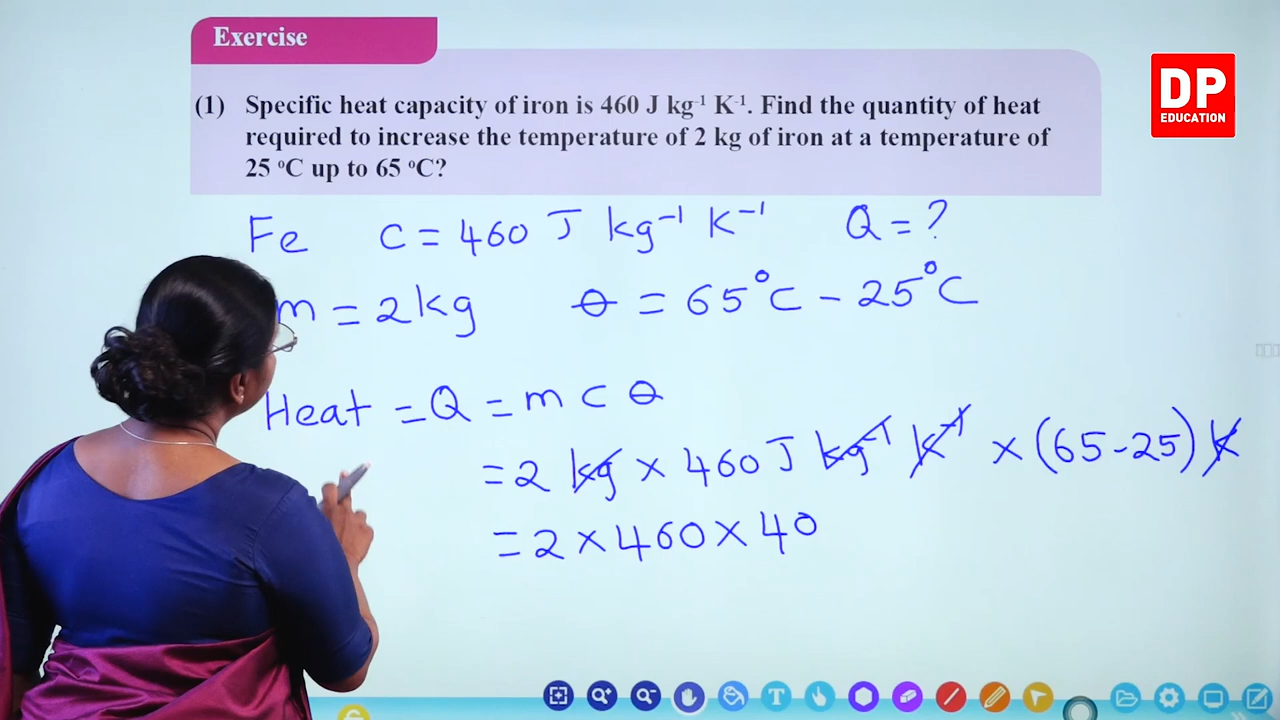 Exercise
DP
EDUCATION
(1) Specific heat capacity of iron is 460 J kg⁻¹ K⁻¹. Find the quantity of heat
required to increase the temperature of 2 kg of iron at a temperature of
25 ⁰C up to 65 ⁰C?
Fe C = 460 J kg⁻¹ K⁻¹ Q = ?
m = 2 kg θ = 65°C - 25°C
Heat = Q = m c θ
= 2 kg × 460 J kg⁻¹ K⁻¹ × (65-25) K
= 2 × 460 × 40
T